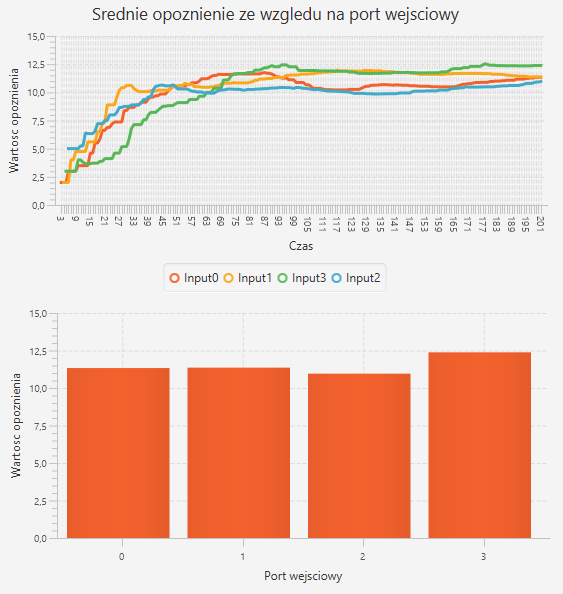 Srednie opoznienie ze wzgledu na port wejsciowy
Wartosc opoznienia
15,0
12,5
10,0
7,5
5,0
2,5
0,0
3 9 15 21 27 33 39 45 51 57 63 69 75 81 87 93 99 105 111 117 123 129 135 141 147 153 159 165 171 177 183 189 195 201
Czas
Input0 Input1 Input3 Input2
Wartosc opoznienia
15,0
12,5
10,0
7,5
5,0
2,5
0,0
0 1 2 3
Port wejsciowy